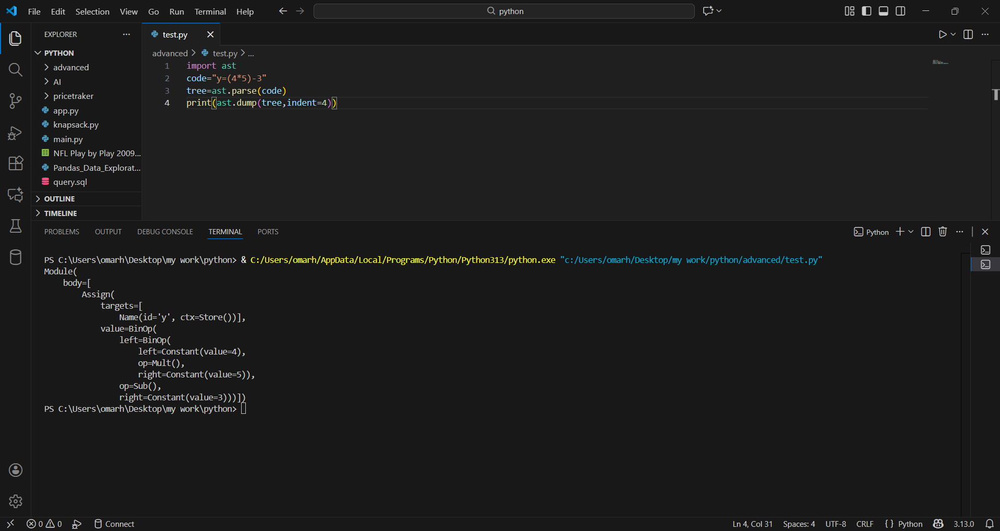 File Edit Selection View Go Run Terminal Help python
EXPLORER
PYTHON
advanced
AI
pricetraker
app.py
knapsack.py
main.py
NFL Play by Play 2009...
Pandas_Data_Explorat...
query.sql
OUTLINE
TIMELINE
test.py
advanced > test.py > ...
1 import ast
2 code="y=(4*5)-3"
3 tree=ast.parse(code)
4 print(ast.dump(tree,indent=4))
PROBLEMS OUTPUT DEBUG CONSOLE TERMINAL PORTS Python
PS C:\Users\omarh\Desktop\my work\python> & C:/Users/omarh/AppData/Local/Programs/Python/Python313/python.exe "c:/Users/omarh/Desktop/my work/python/advanced/test.py"
Module(
    body=[
        Assign(
            targets=[
                Name(id='y', ctx=Store())],
            value=BinOp(
                left=BinOp(
                    left=Constant(value=4),
                    op=Mult(),
                    right=Constant(value=5)),
                op=Sub(),
                right=Constant(value=3)))])
PS C:\Users\omarh\Desktop\my work\python>
0 0 Connect Ln 4, Col 31 Spaces: 4 UTF-8 CRLF {} Python 3.13.0